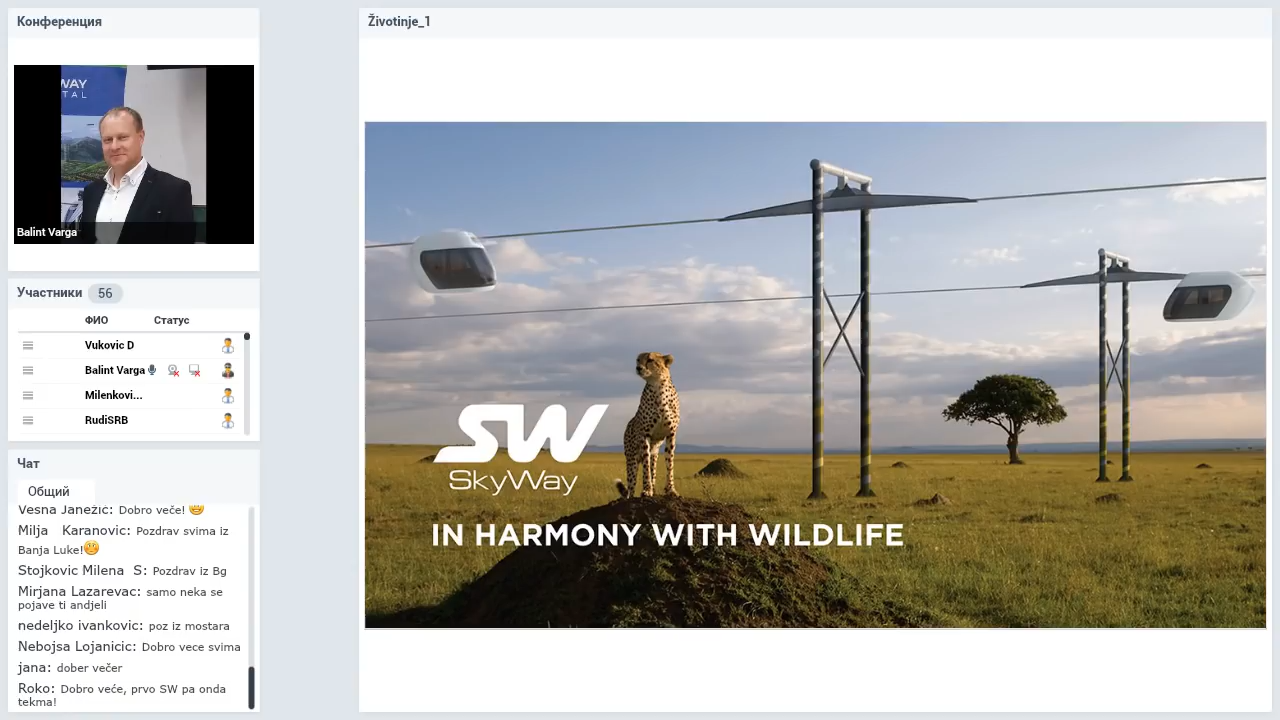 Конференция
WAY
TAL
Balint Varga
Участники 56
ФИО Статус
Vukovic D
Balint Varga
Milenkovi...
RudiSRB
Чат
Общий
Vesna Janežić: Dobro veče!
Milja Karanovic: Pozdrav svima iz
Banja Luke!
Stojkovic Milena S: Pozdrav iz Bg
Mirjana Lazarevac: samo neka se
pojave ti andjeli
nedeljko ivankovic: poz iz mostara
Nebojsa Lojanicic: Dobro vece svima
jana: dober večer
Roko: Dobro veće, prvo SW pa onda
tekma!
Životinje_1
SW
SkyWay
IN HARMONY WITH WILDLIFE